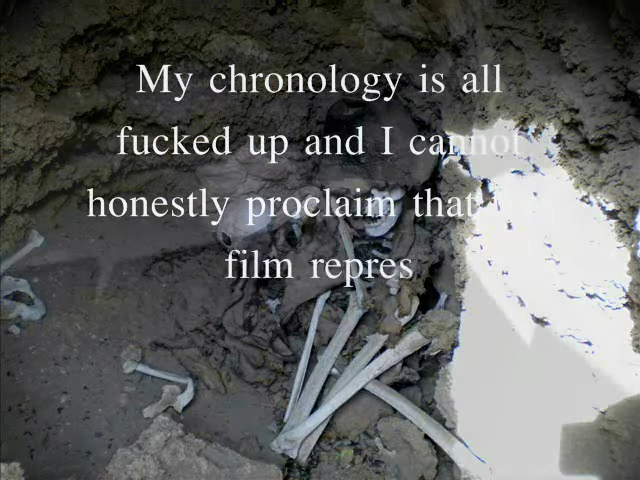 My chronology is all
fucked up and I cannot
honestly proclaim that
film repres